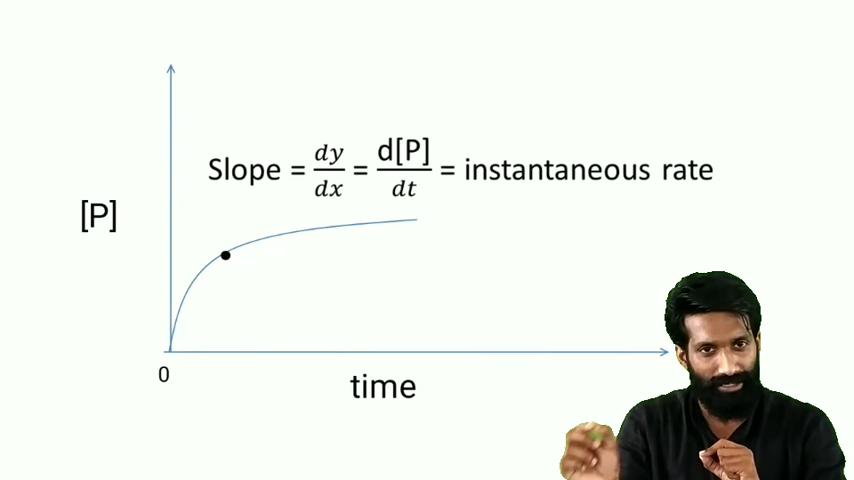 Slope = dy/dx = d[P]/dt = instantaneous rate
[P]
0
time